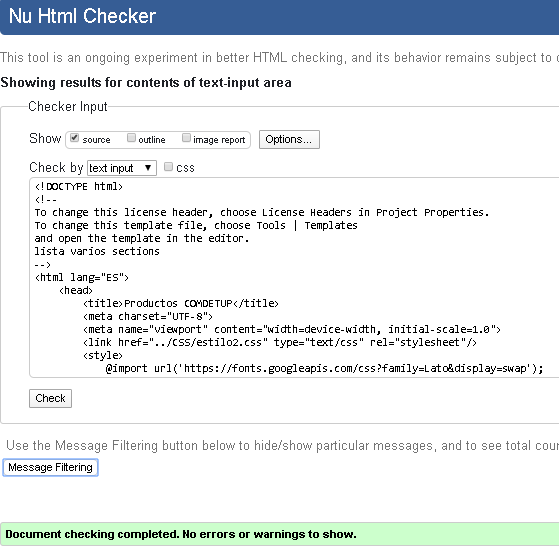 Nu Html Checker
This tool is an ongoing experiment in better HTML checking, and its behavior remains subject to
Showing results for contents of text-input area
Checker Input
Show source outline image report Options...
Check by text input css
<!DOCTYPE html>
<!--
To change this license header, choose License Headers in Project Properties.
To change this template file, choose Tools | Templates
and open the template in the editor.
lista varios sections
-->
<html lang="ES">
<head>
<title>Productos COMDETUP</title>
<meta charset="UTF-8">
<meta name="viewport" content="width=device-width, initial-scale=1.0">
<link href="../CSS/estilo2.css" type="text/css" rel="stylesheet"/>
<style>
@import url('https://fonts.googleapis.com/css?family=Lato&display=swap');
Check
Use the Message Filtering button below to hide/show particular messages, and to see total
Message Filtering
Document checking completed. No errors or warnings to show.